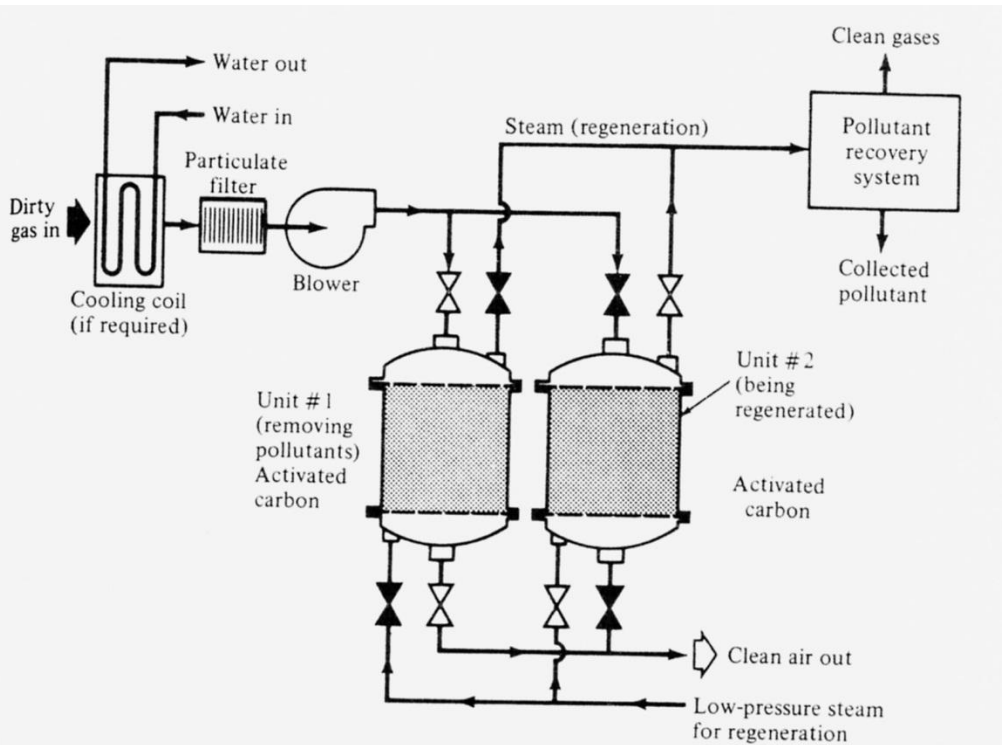 Clean gases
Water out
Water in
Steam (regeneration)
Pollutant
recovery
system
Particulate
filter
Dirty
gas in
Blower
Collected
pollutant
Cooling coil
(if required)
Unit #2
(being
regenerated)
Unit #1
(removing
pollutants)
Activated
carbon
Activated
carbon
Clean air out
Low-pressure steam
for regeneration